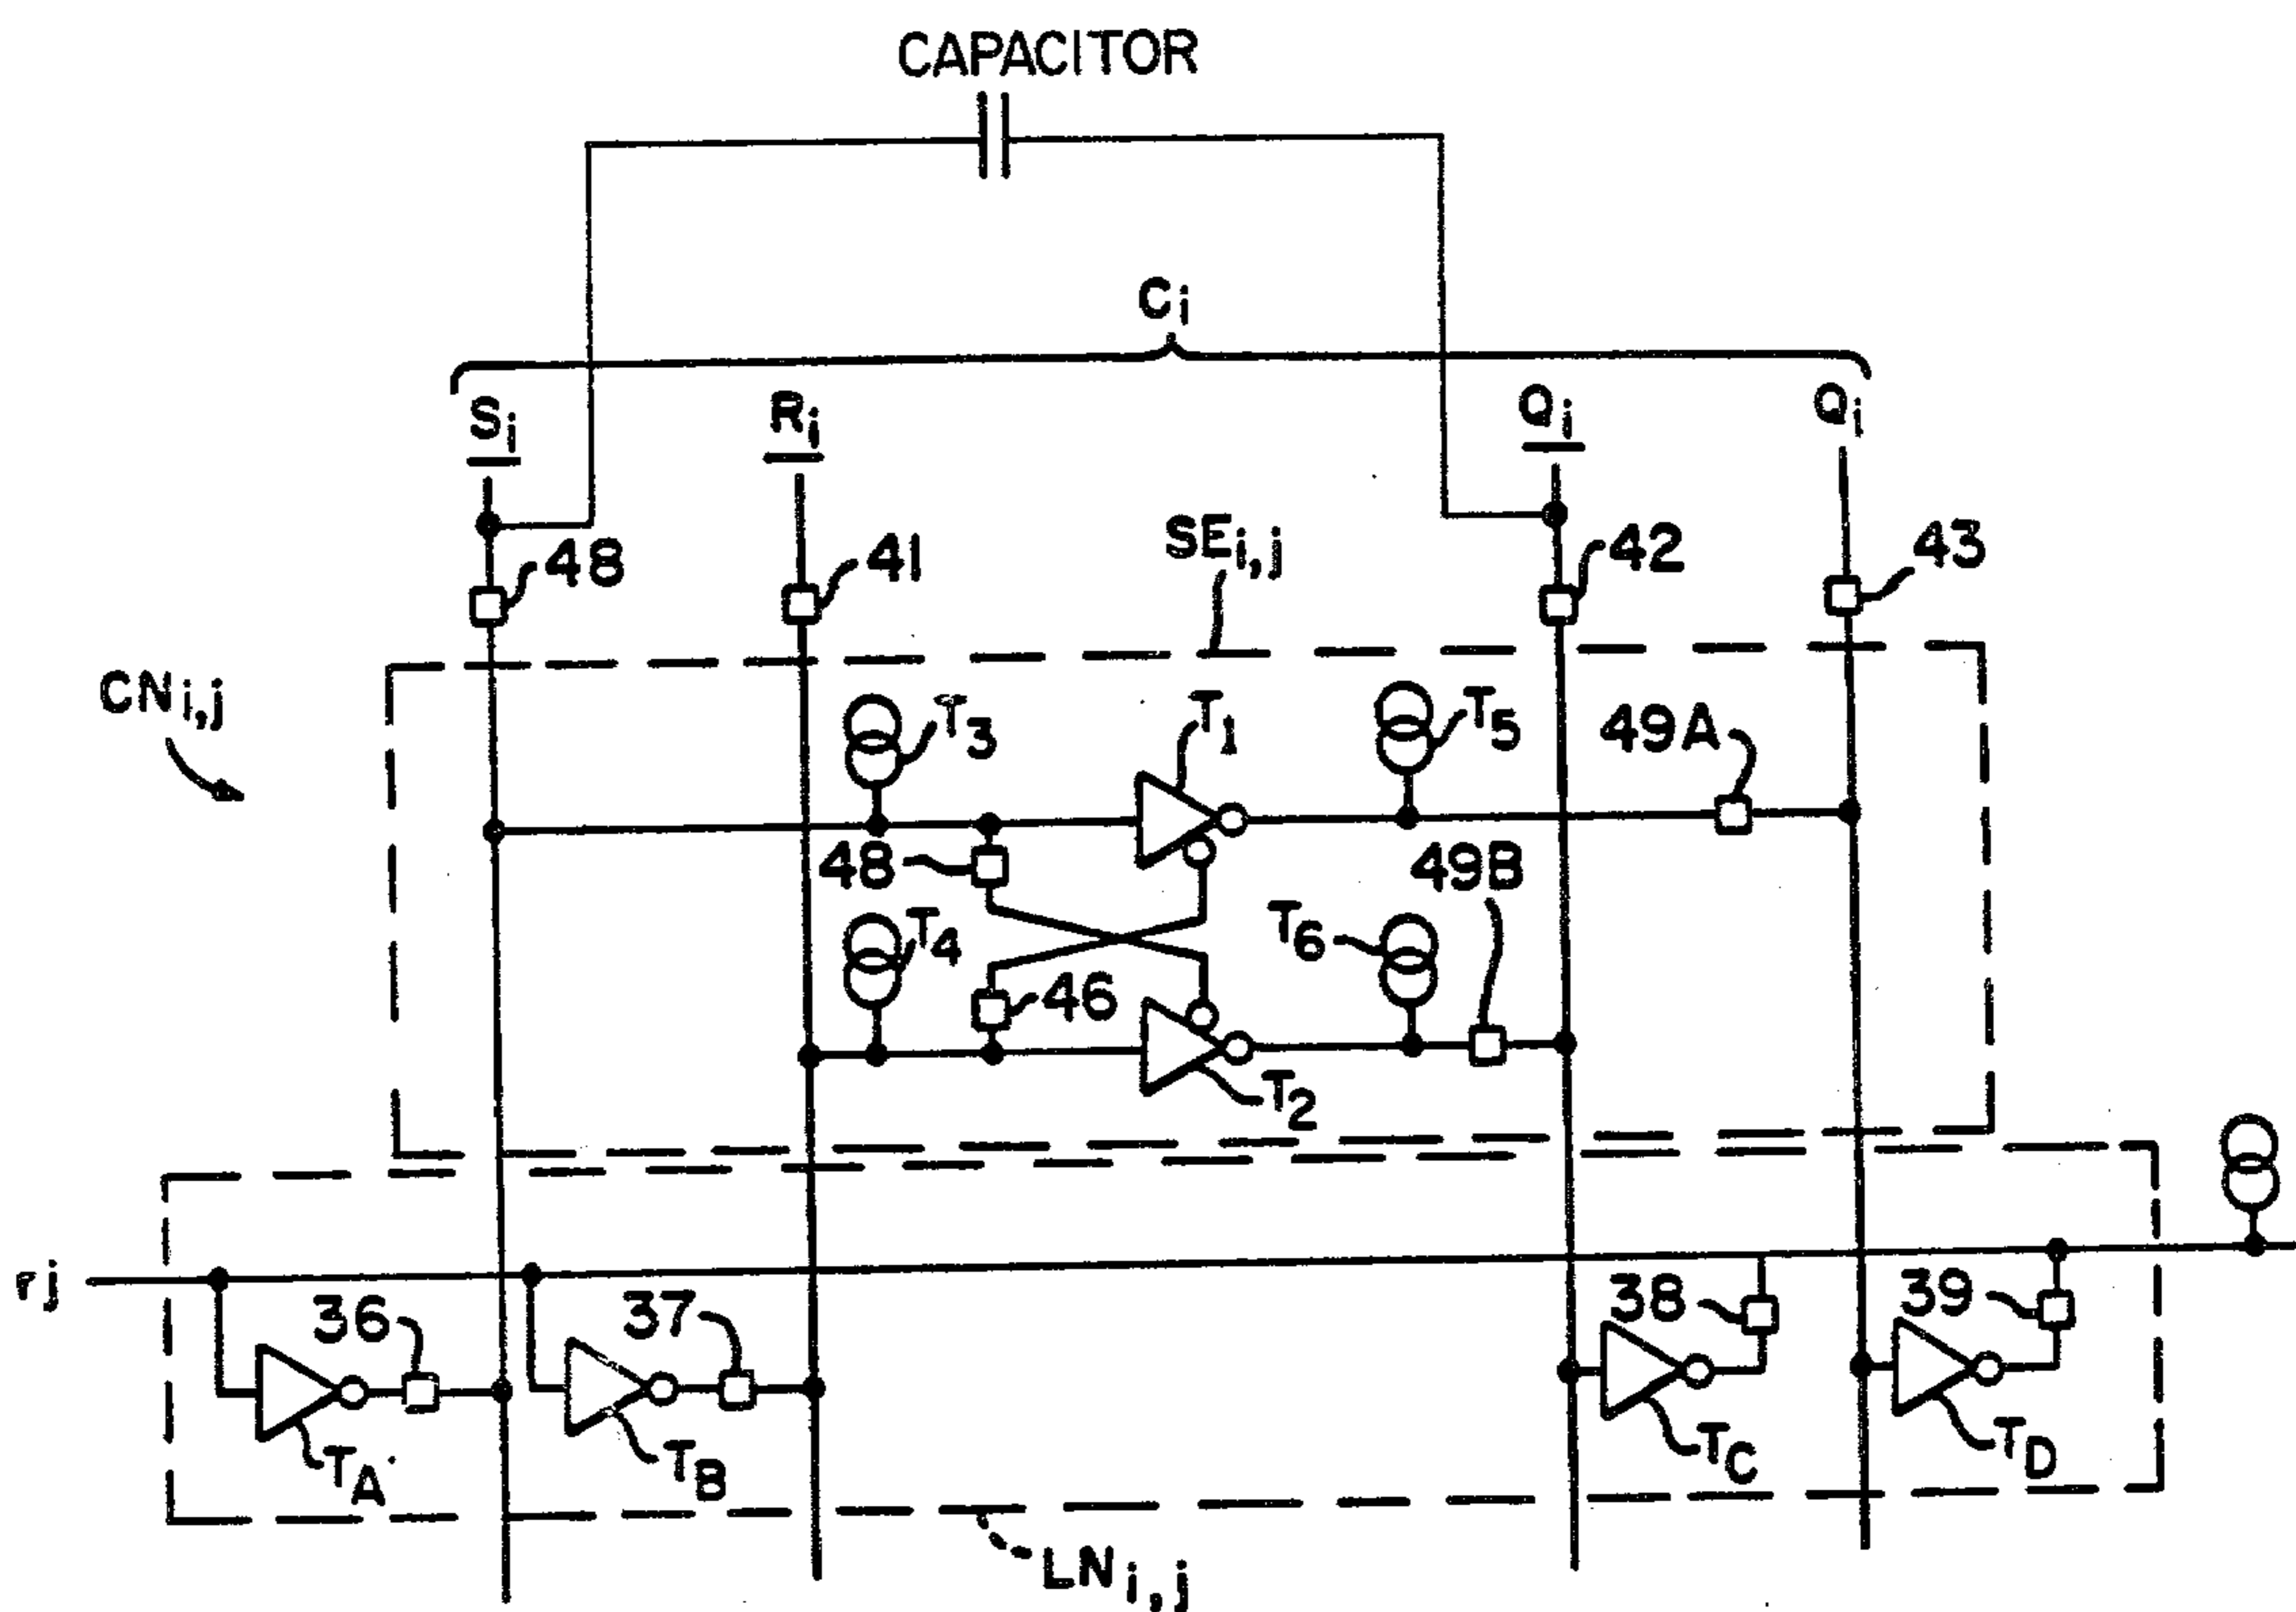 CAPACITOR
Ci
Si
Ri
Qi
Qi
48
41
42
43
SEi,j
CNi,j
T3
T1
T5
49A
48
49B
T4
T6
46
T2
rj
36
37
38
39
TA
TB
TC
TD
LNi,j